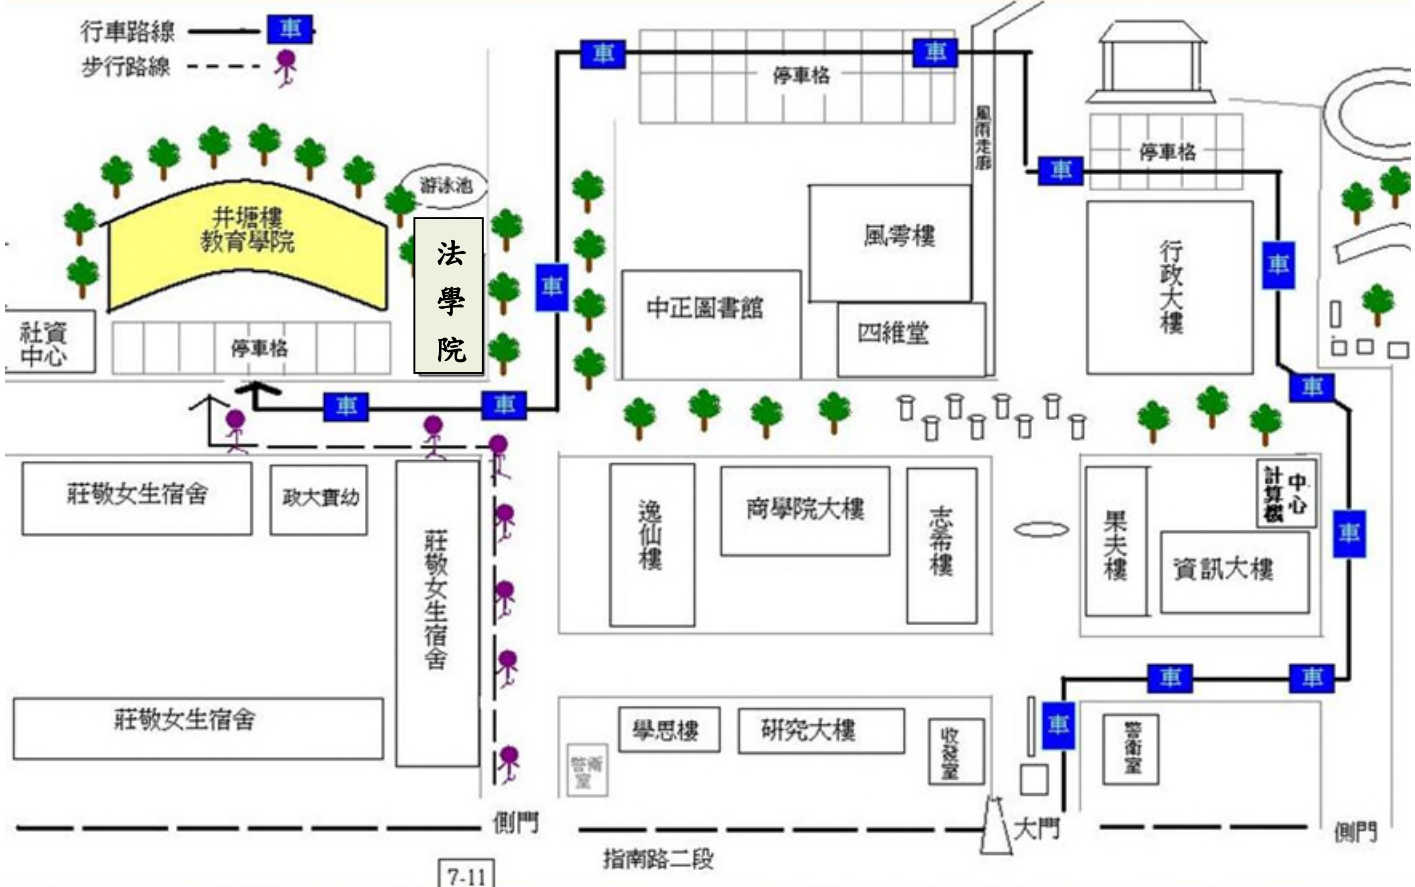 行車路線
車
步行路線
車
車
停車格
風雨走廊
停車格
車
游泳池
井塘樓
教育學院
法學院
風雩樓
行政大樓
車
車
中正圖書館
四維堂
社資
中心
停車格
車
車
車
莊敬女生宿舍
政大實幼
莊敬女生宿舍
逸仙樓
商學院大樓
志希樓
果夫樓
計算機
中心
資訊大樓
車
車
車
莊敬女生宿舍
學思樓
研究大樓
收發室
車
警衛室
警衛
室
側門
大門
側門
指南路二段
7-11